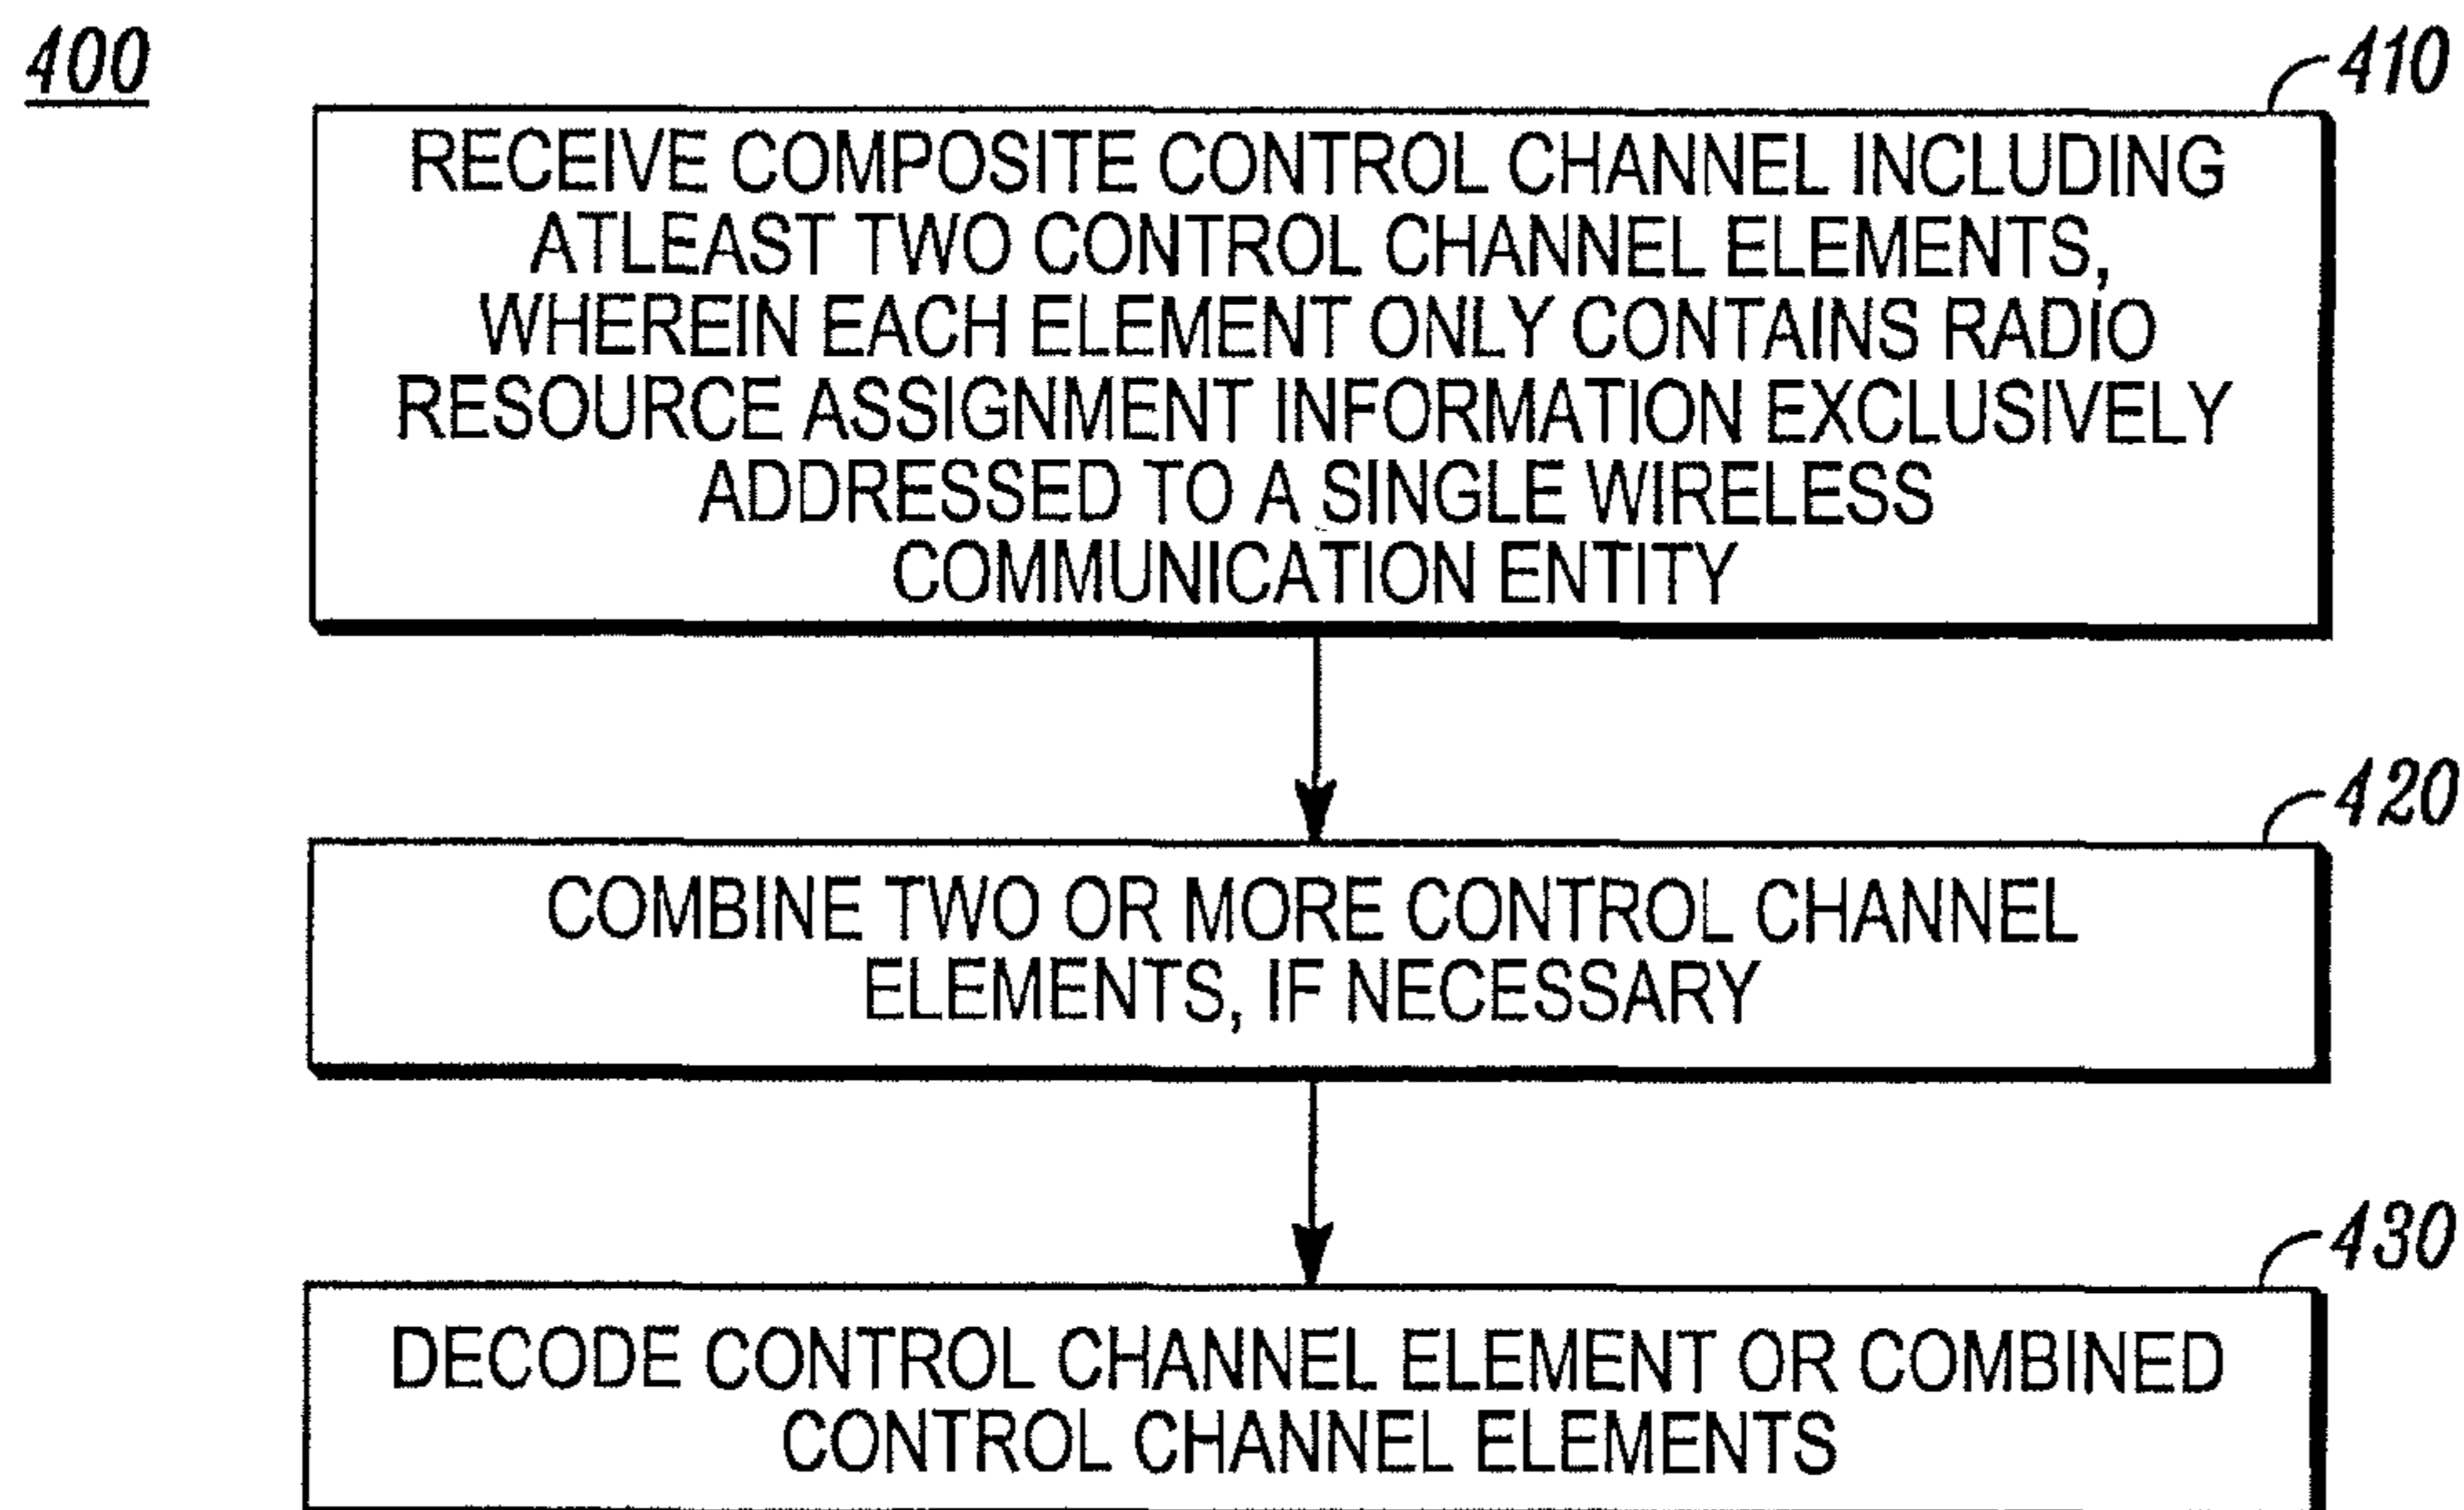 400
410
RECEIVE COMPOSITE CONTROL CHANNEL INCLUDING
ATLEAST TWO CONTROL CHANNEL ELEMENTS,
WHEREIN EACH ELEMENT ONLY CONTAINS RADIO
RESOURCE ASSIGNMENT INFORMATION EXCLUSIVELY
ADDRESSED TO A SINGLE WIRELESS
COMMUNICATION ENTITY
420
COMBINE TWO OR MORE CONTROL CHANNEL
ELEMENTS, IF NECESSARY
430
DECODE CONTROL CHANNEL ELEMENT OR COMBINED
CONTROL CHANNEL ELEMENTS